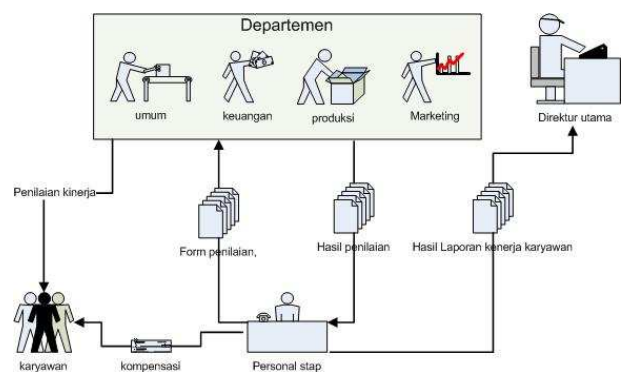 Departemen
umum
keuangan
produksi
Marketing
Direktur utama
Penilaian kinerja
Form penilaian,
Hasil penilaian
Hasil Laporan kenerja karyawan
karyawan
kompensasi
Personal stap